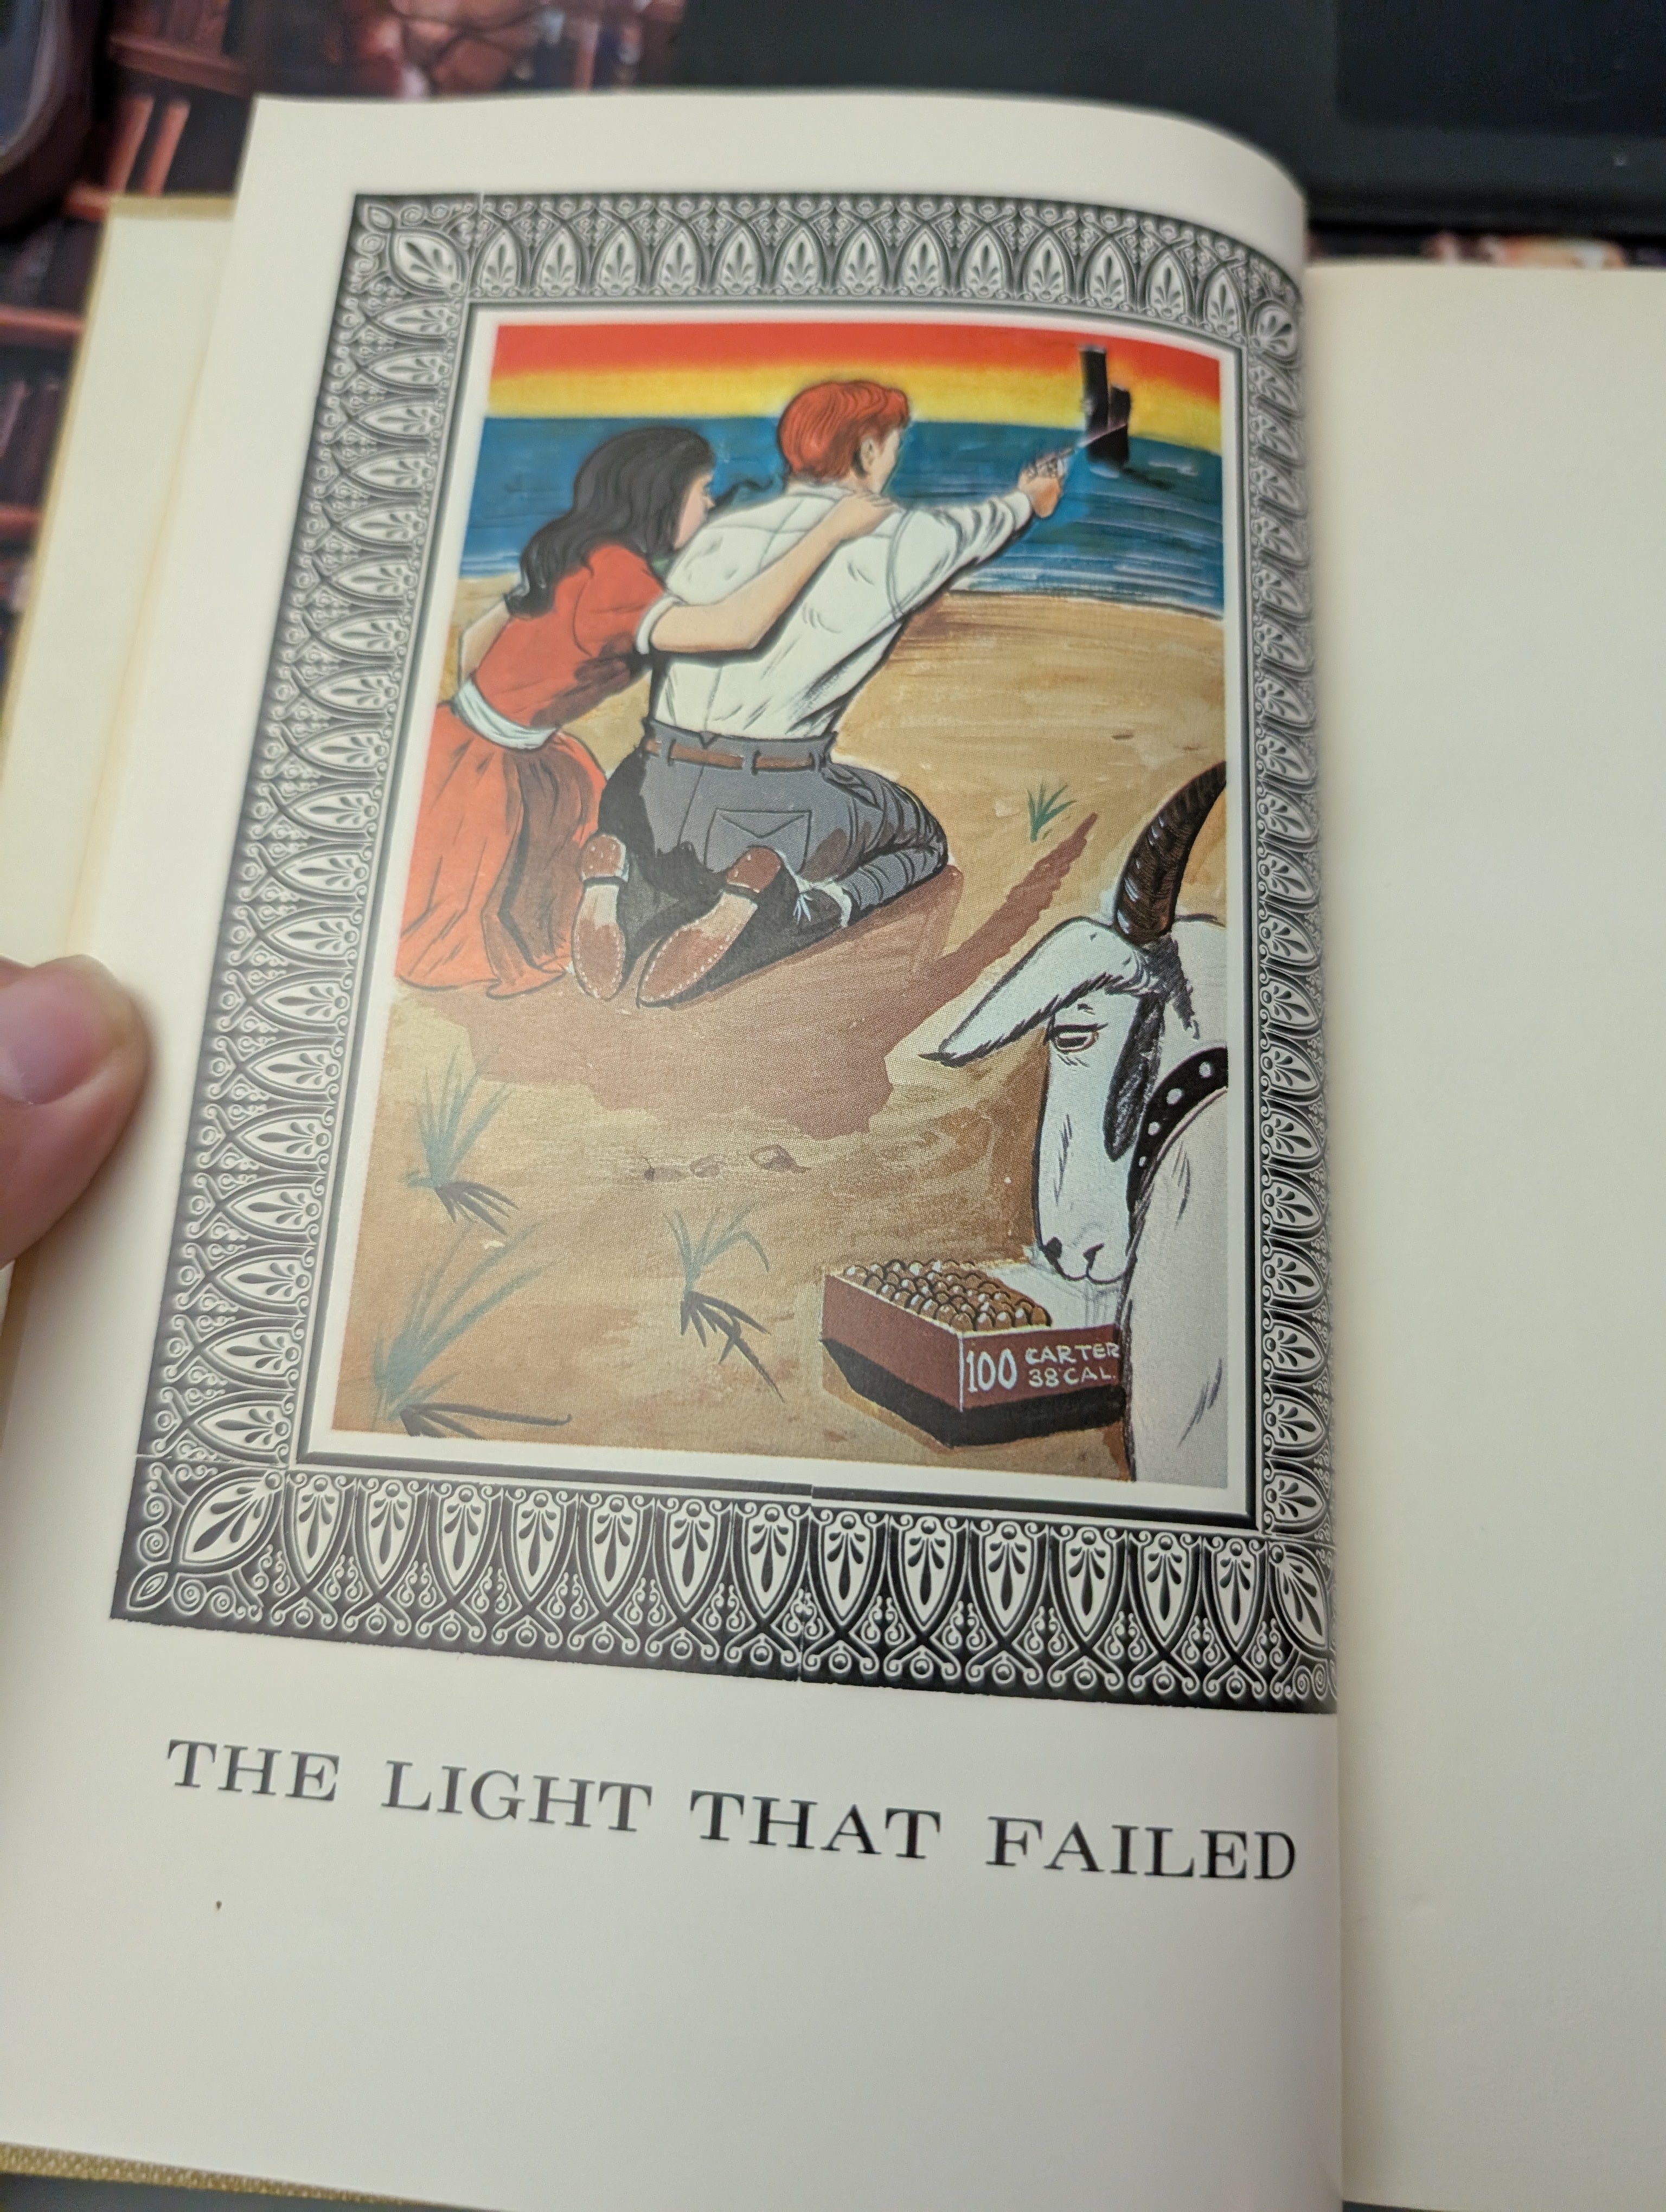 100 CARTER
38 CAL.
THE LIGHT THAT FAILED